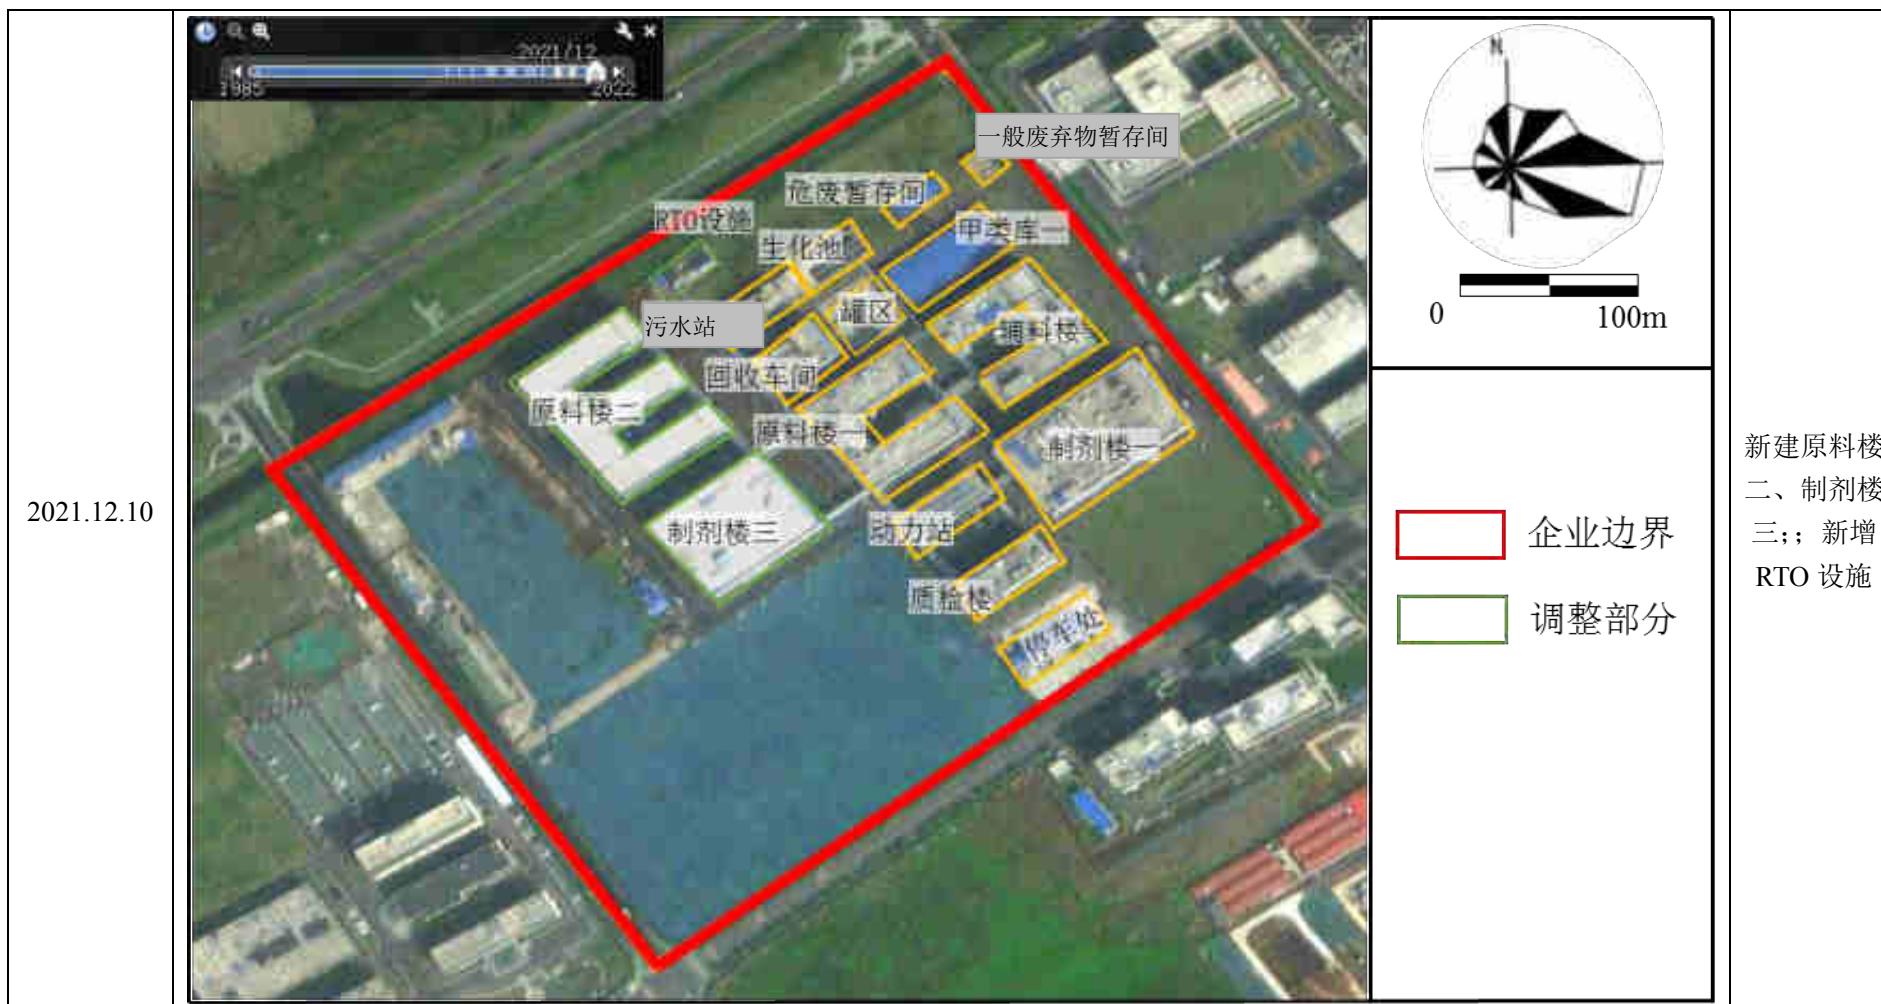 2021.12.10
2021/12
1985
2022
一般废弃物暂存间
危废暂存间
RTO设施
生化池
甲类库一
污水站
罐区
辅料楼
回收车间
原料楼二
原料楼一
制剂楼一
制剂楼三
动力站
质检楼
停车处
N
0
100m
企业边界
调整部分
新建原料楼
二、制剂楼
三;；新增
RTO 设施